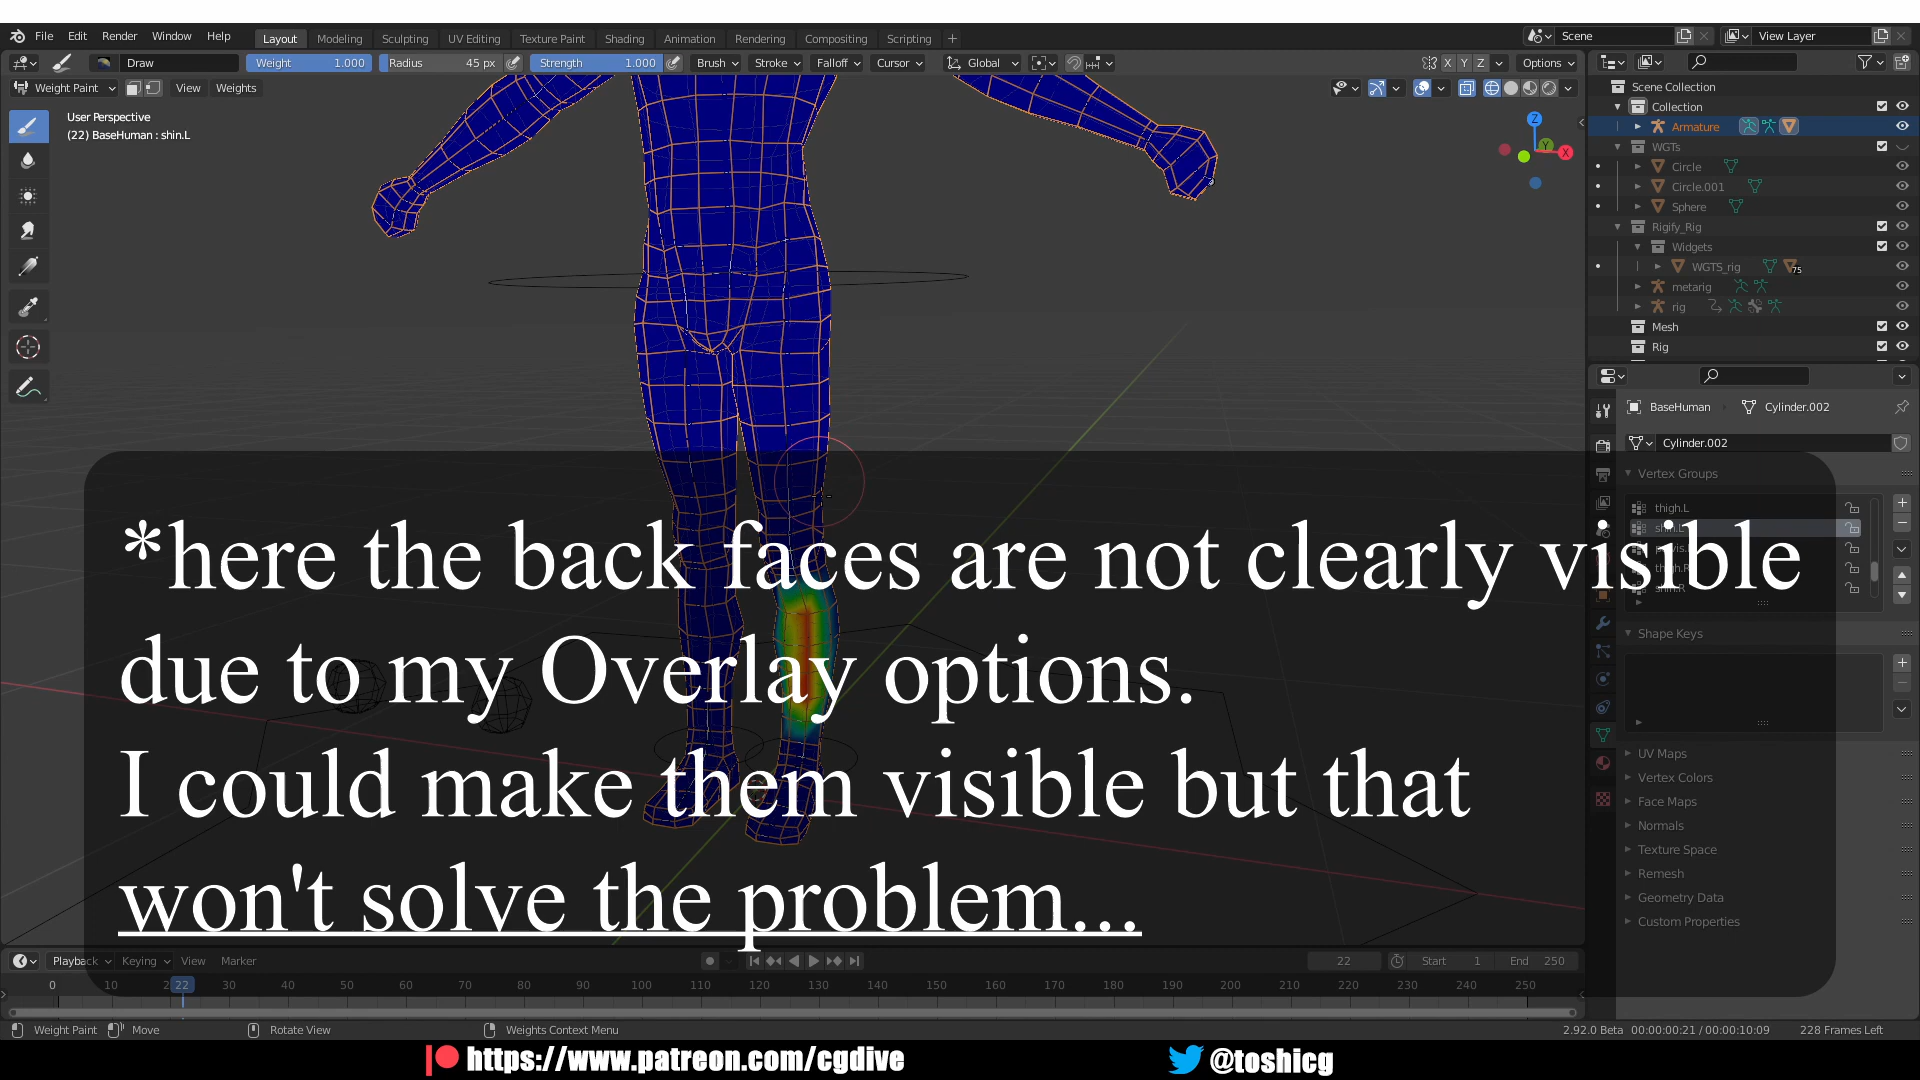 File Edit Render Window Help Layout Modeling Sculpting UV Editing Texture Paint Shading Animation Rendering Compositing Scripting + Scene View Layer
Draw Weight 1.000 Radius 45 px Strength 1.000 Brush Stroke Falloff Cursor Global X Y Z Options
Weight Paint View Weights
User Perspective
(22) BaseHuman : shin.L
Z
Y
X
Scene Collection
Collection
Armature
WGTs
Circle
Circle.001
Sphere
Rigify_Rig
Widgets
WGTS_rig 75
metarig
rig
Mesh
Rig
BaseHuman Cylinder.002
Cylinder.002
Vertex Groups
thigh.L
thigh.R
shin.R
Shape Keys
UV Maps
Vertex Colors
Face Maps
Normals
Texture Space
Remesh
Geometry Data
Custom Properties
*here the back faces are not clearly visible
due to my Overlay options.
I could make them visible but that
won't solve the problem...
Playback Keying View Marker 22 Start 1 End 250
0 10 22 30 40 50 60 70 80 90 100 110 120 130 140 150 160 170 180 190 200 210 220 230 240 250
Weight Paint Move Rotate View Weights Context Menu 2.92.0 Beta 00:00:00:21 / 00:00:10:09 228 Frames Left
https://www.patreon.com/cgdive @toshicg